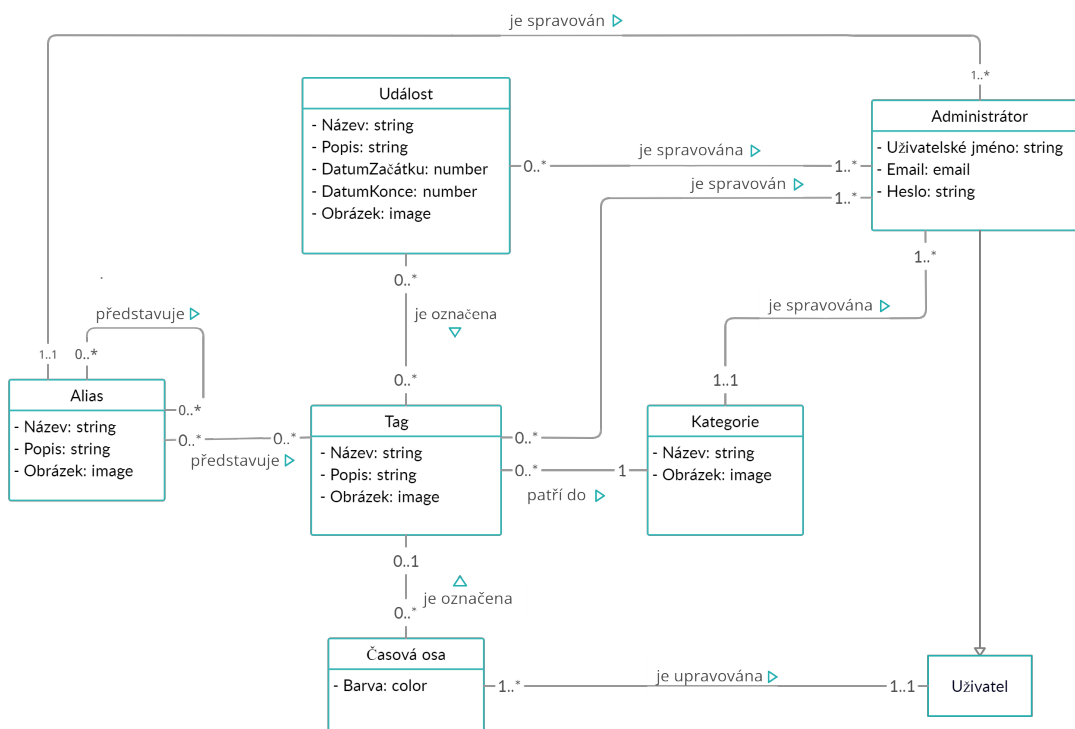 je spravován
1..*
Událost
- Název: string
- Popis: string
- DatumZačátku: number
- DatumKonce: number
- Obrázek: image
Administrátor
- Uživatelské jméno: string
- Email: email
- Heslo: string
0..*
je spravována
1..*
je spravován
1..*
0..*
je označena
0..*
1..*
je spravována
1..1
představuje
1..1
0..*
Alias
- Název: string
- Popis: string
- Obrázek: image
0..*
0..*
0..*
představuje
Tag
- Název: string
- Popis: string
- Obrázek: image
0..*
0..*
1
patří do
Kategorie
- Název: string
- Obrázek: image
0..1
je označena
0..*
Časová osa
- Barva: color
1..*
je upravována
1..1
Uživatel